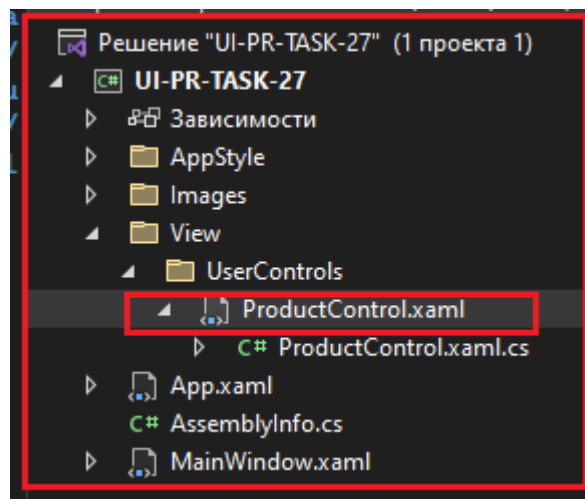 Решение "UI-PR-TASK-27" (1 проекта 1)
C# UI-PR-TASK-27
Зависимости
AppStyle
Images
View
UserControls
ProductControl.xaml
C# ProductControl.xaml.cs
App.xaml
C# AssemblyInfo.cs
MainWindow.xaml